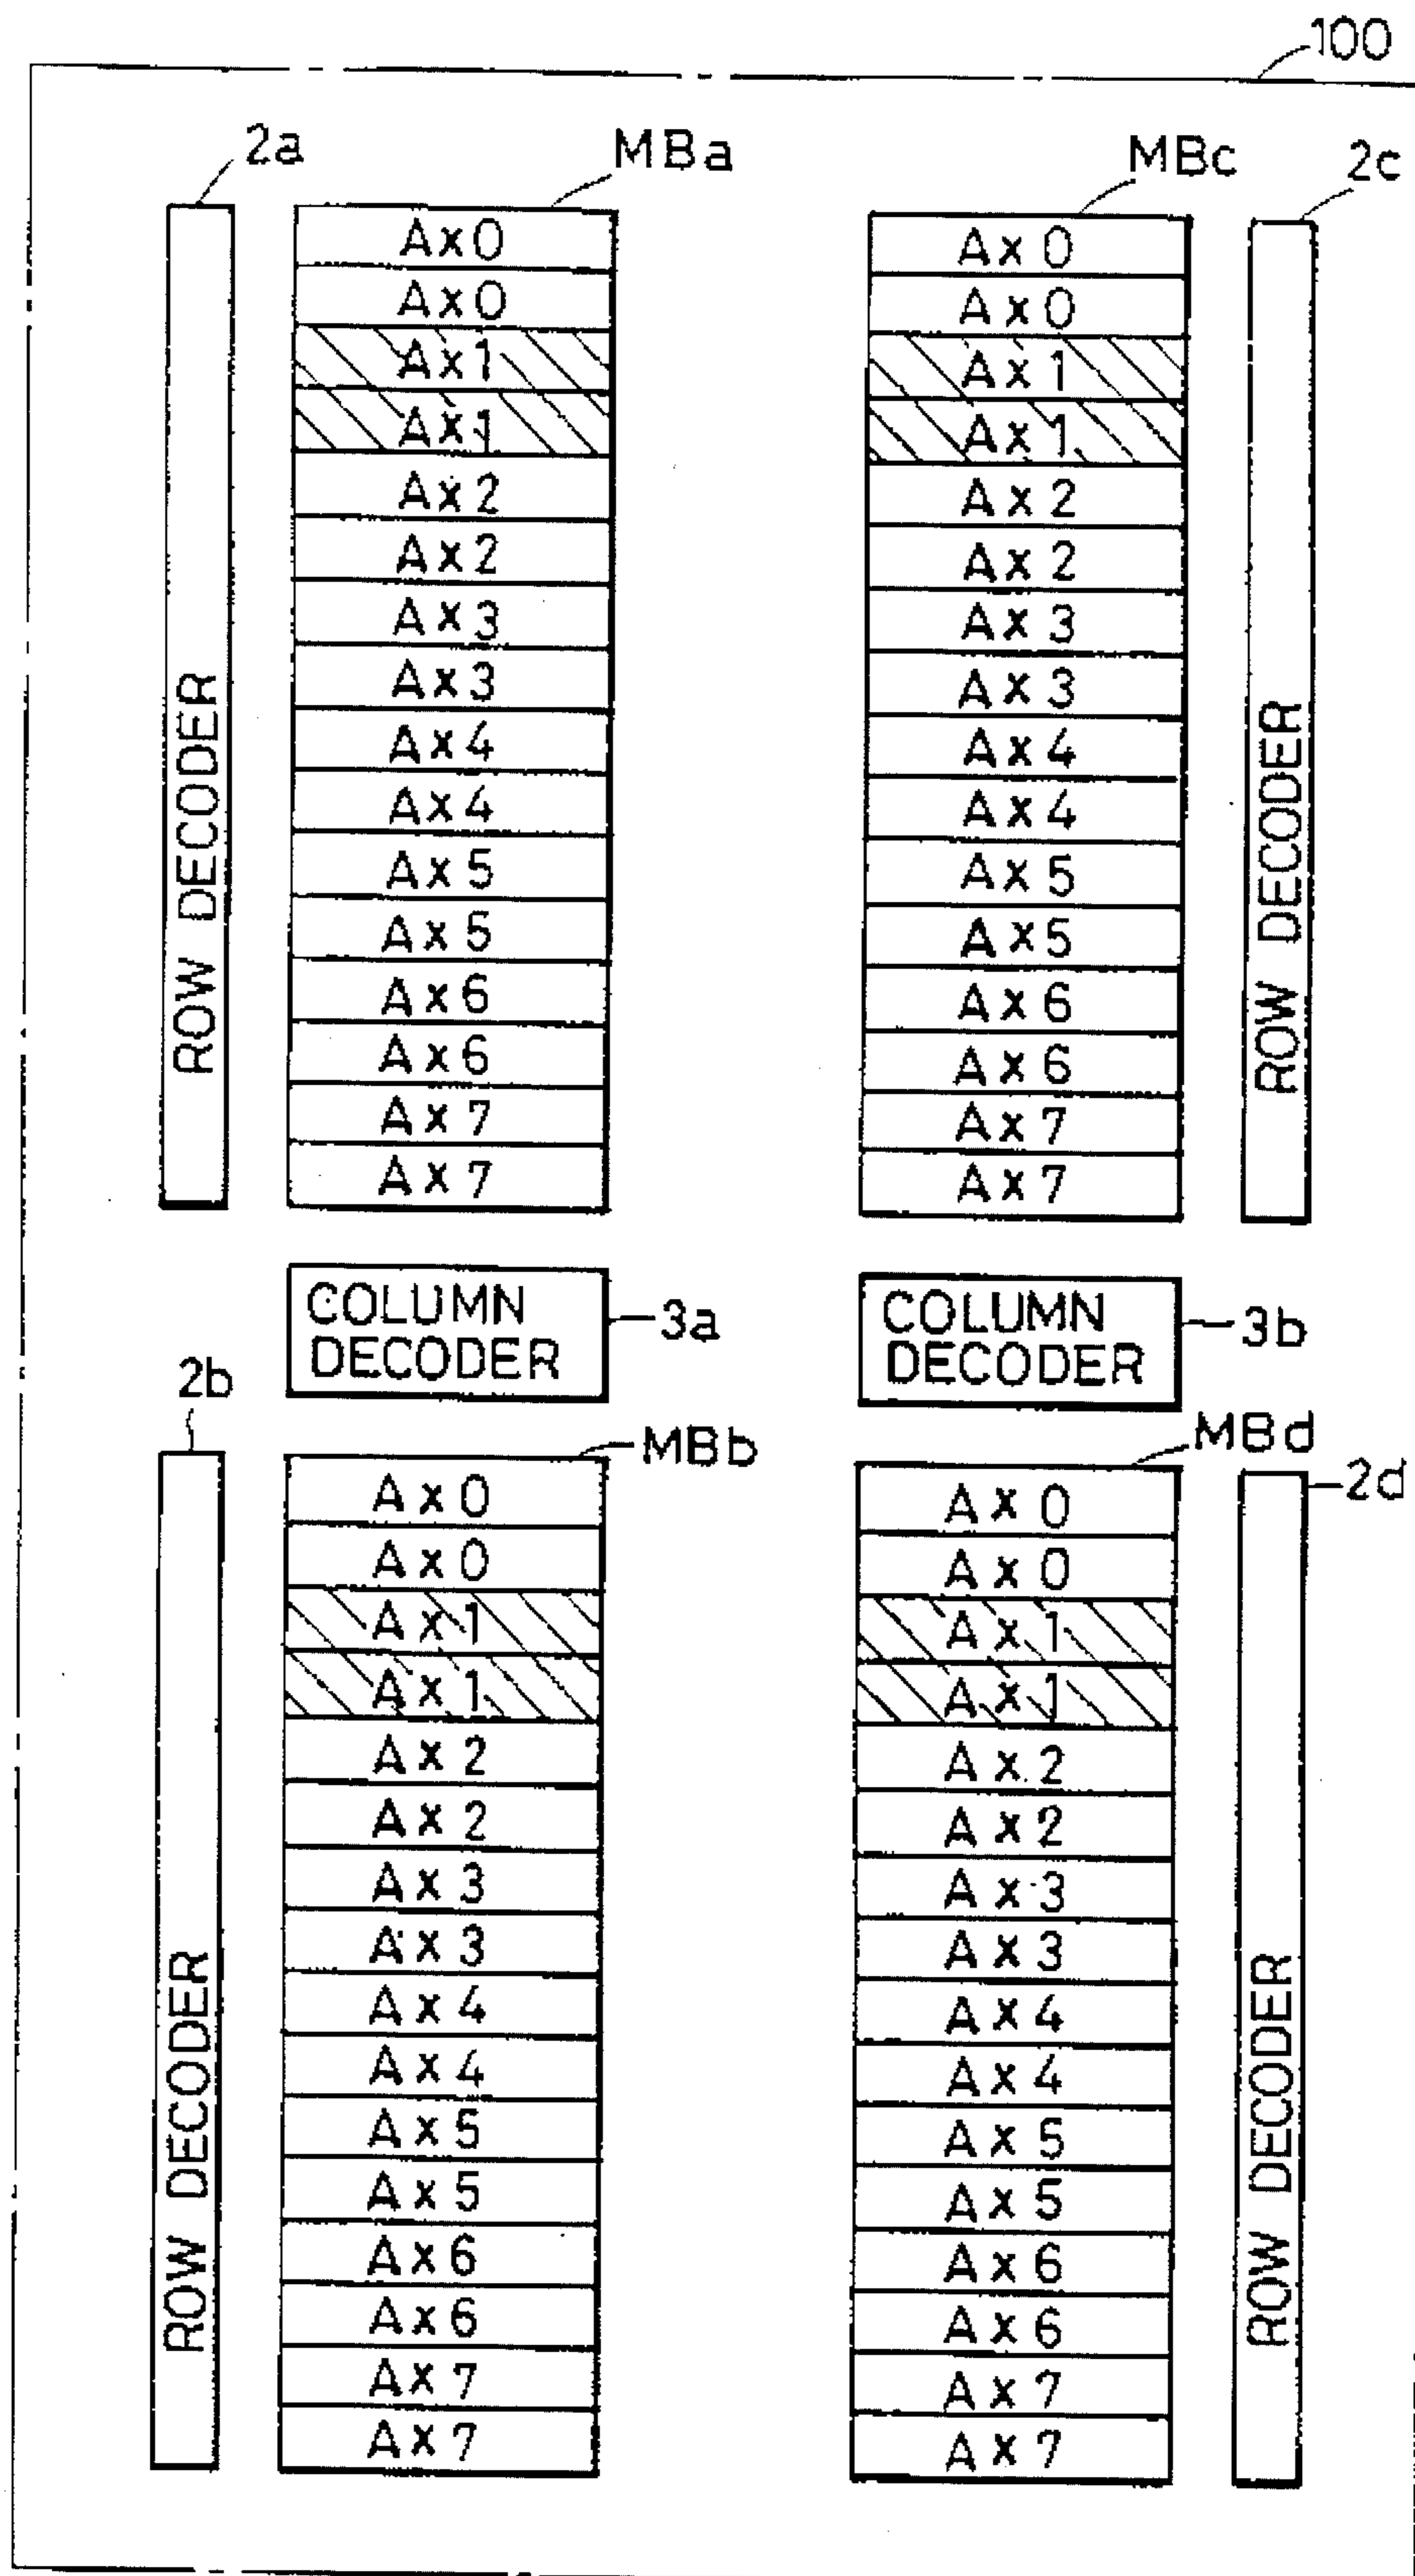 100
2a
MBa
MBc
2c
Ax0
Ax0
Ax1
Ax1
Ax2
Ax2
Ax3
Ax3
Ax4
Ax4
Ax5
Ax5
Ax6
Ax6
Ax7
Ax7
Ax0
Ax0
Ax1
Ax1
Ax2
Ax2
Ax3
Ax3
Ax4
Ax4
Ax5
Ax5
Ax6
Ax6
Ax7
Ax7
ROW DECODER
ROW DECODER
COLUMN
DECODER
3a
COLUMN
DECODER
3b
2b
MBb
MBd
2d
Ax0
Ax0
Ax1
Ax1
Ax2
Ax2
Ax3
Ax3
Ax4
Ax4
Ax5
Ax5
Ax6
Ax6
Ax7
Ax7
Ax0
Ax0
Ax1
Ax1
Ax2
Ax2
Ax3
Ax3
Ax4
Ax4
Ax5
Ax5
Ax6
Ax6
Ax7
Ax7
ROW DECODER
ROW DECODER